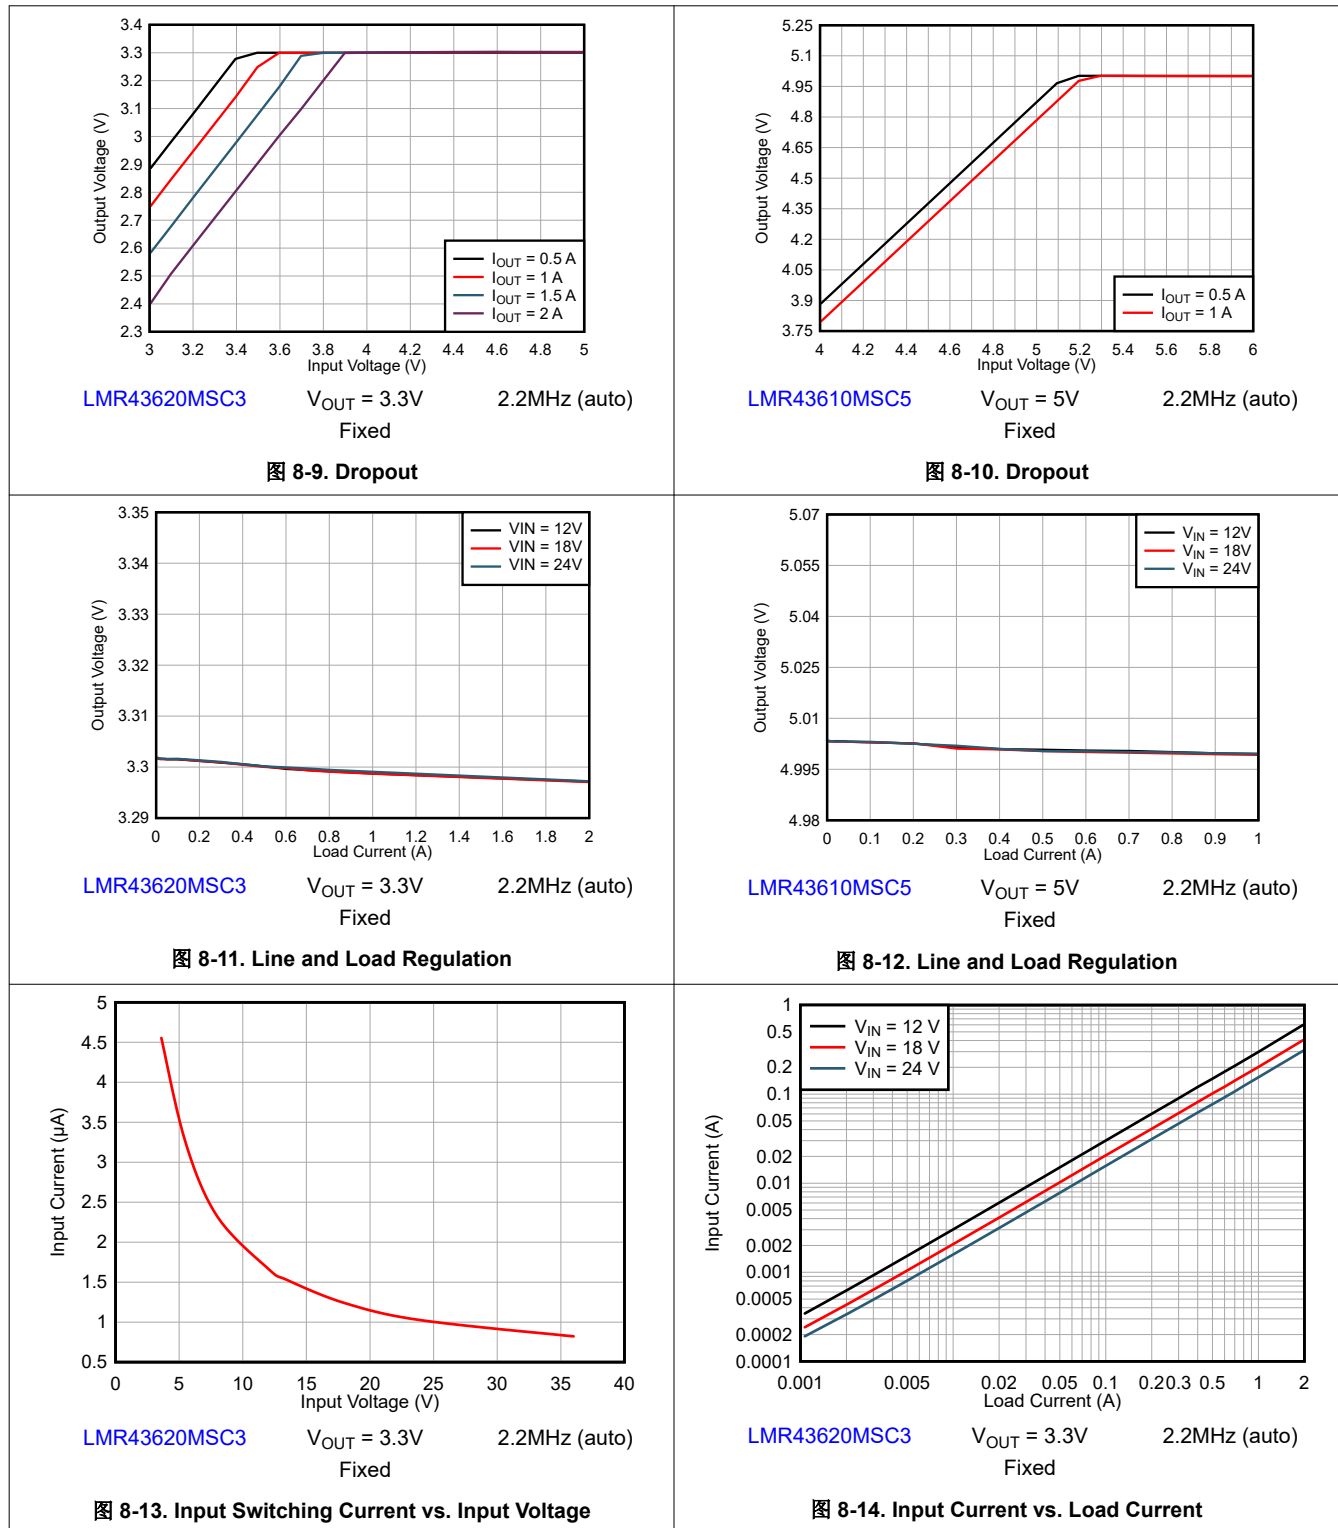 3.4
3.3
3.2
3.1
3
2.9
2.8
2.7
2.6
2.5
2.4
2.3
Output Voltage (V)
I_OUT = 0.5 A
I_OUT = 1 A
I_OUT = 1.5 A
I_OUT = 2 A
3 3.2 3.4 3.6 3.8 4 4.2 4.4 4.6 4.8 5
Input Voltage (V)
LMR43620MSC3 V_OUT = 3.3V 2.2MHz (auto)
Fixed
图 8-9. Dropout
5.25
5.1
4.95
4.8
4.65
4.5
4.35
4.2
4.05
3.9
3.75
Output Voltage (V)
I_OUT = 0.5 A
I_OUT = 1 A
4 4.2 4.4 4.6 4.8 5 5.2 5.4 5.6 5.8 6
Input Voltage (V)
LMR43610MSC5 V_OUT = 5V 2.2MHz (auto)
Fixed
图 8-10. Dropout
3.35
3.34
3.33
3.32
3.31
3.3
3.29
Output Voltage (V)
VIN = 12V
VIN = 18V
VIN = 24V
0 0.2 0.4 0.6 0.8 1 1.2 1.4 1.6 1.8 2
Load Current (A)
LMR43620MSC3 V_OUT = 3.3V 2.2MHz (auto)
Fixed
图 8-11. Line and Load Regulation
5.07
5.055
5.04
5.025
5.01
4.995
4.98
Output Voltage (V)
V_IN = 12V
V_IN = 18V
V_IN = 24V
0 0.1 0.2 0.3 0.4 0.5 0.6 0.7 0.8 0.9 1
Load Current (A)
LMR43610MSC5 V_OUT = 5V 2.2MHz (auto)
Fixed
图 8-12. Line and Load Regulation
5
4.5
4
3.5
3
2.5
2
1.5
1
0.5
Input Current (µA)
0 5 10 15 20 25 30 35 40
Input Voltage (V)
LMR43620MSC3 V_OUT = 3.3V 2.2MHz (auto)
Fixed
图 8-13. Input Switching Current vs. Input Voltage
1
0.5
0.2
0.1
0.05
0.02
0.01
0.005
0.002
0.001
0.0005
0.0002
0.0001
Input Current (A)
V_IN = 12 V
V_IN = 18 V
V_IN = 24 V
0.001 0.005 0.02 0.05 0.1 0.2 0.3 0.5 1 2
Load Current (A)
LMR43620MSC3 V_OUT = 3.3V 2.2MHz (auto)
Fixed
图 8-14. Input Current vs. Load Current